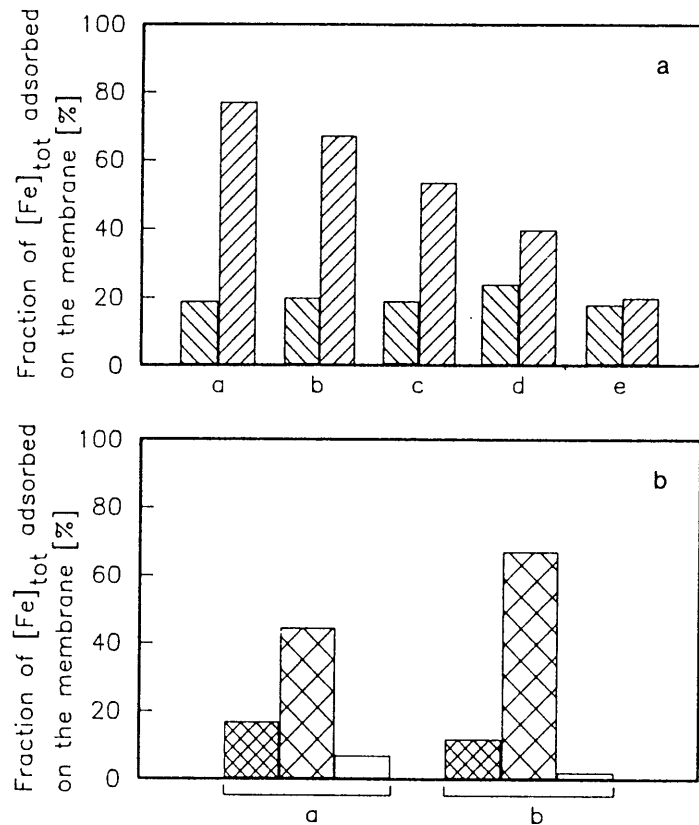 Fraction of [Fe]tot adsorbed
on the membrane [%]
100
80
60
40
20
0
a
a
b
c
d
e
Fraction of [Fe]tot adsorbed
on the membrane [%]
100
80
60
40
20
0
b
a
b